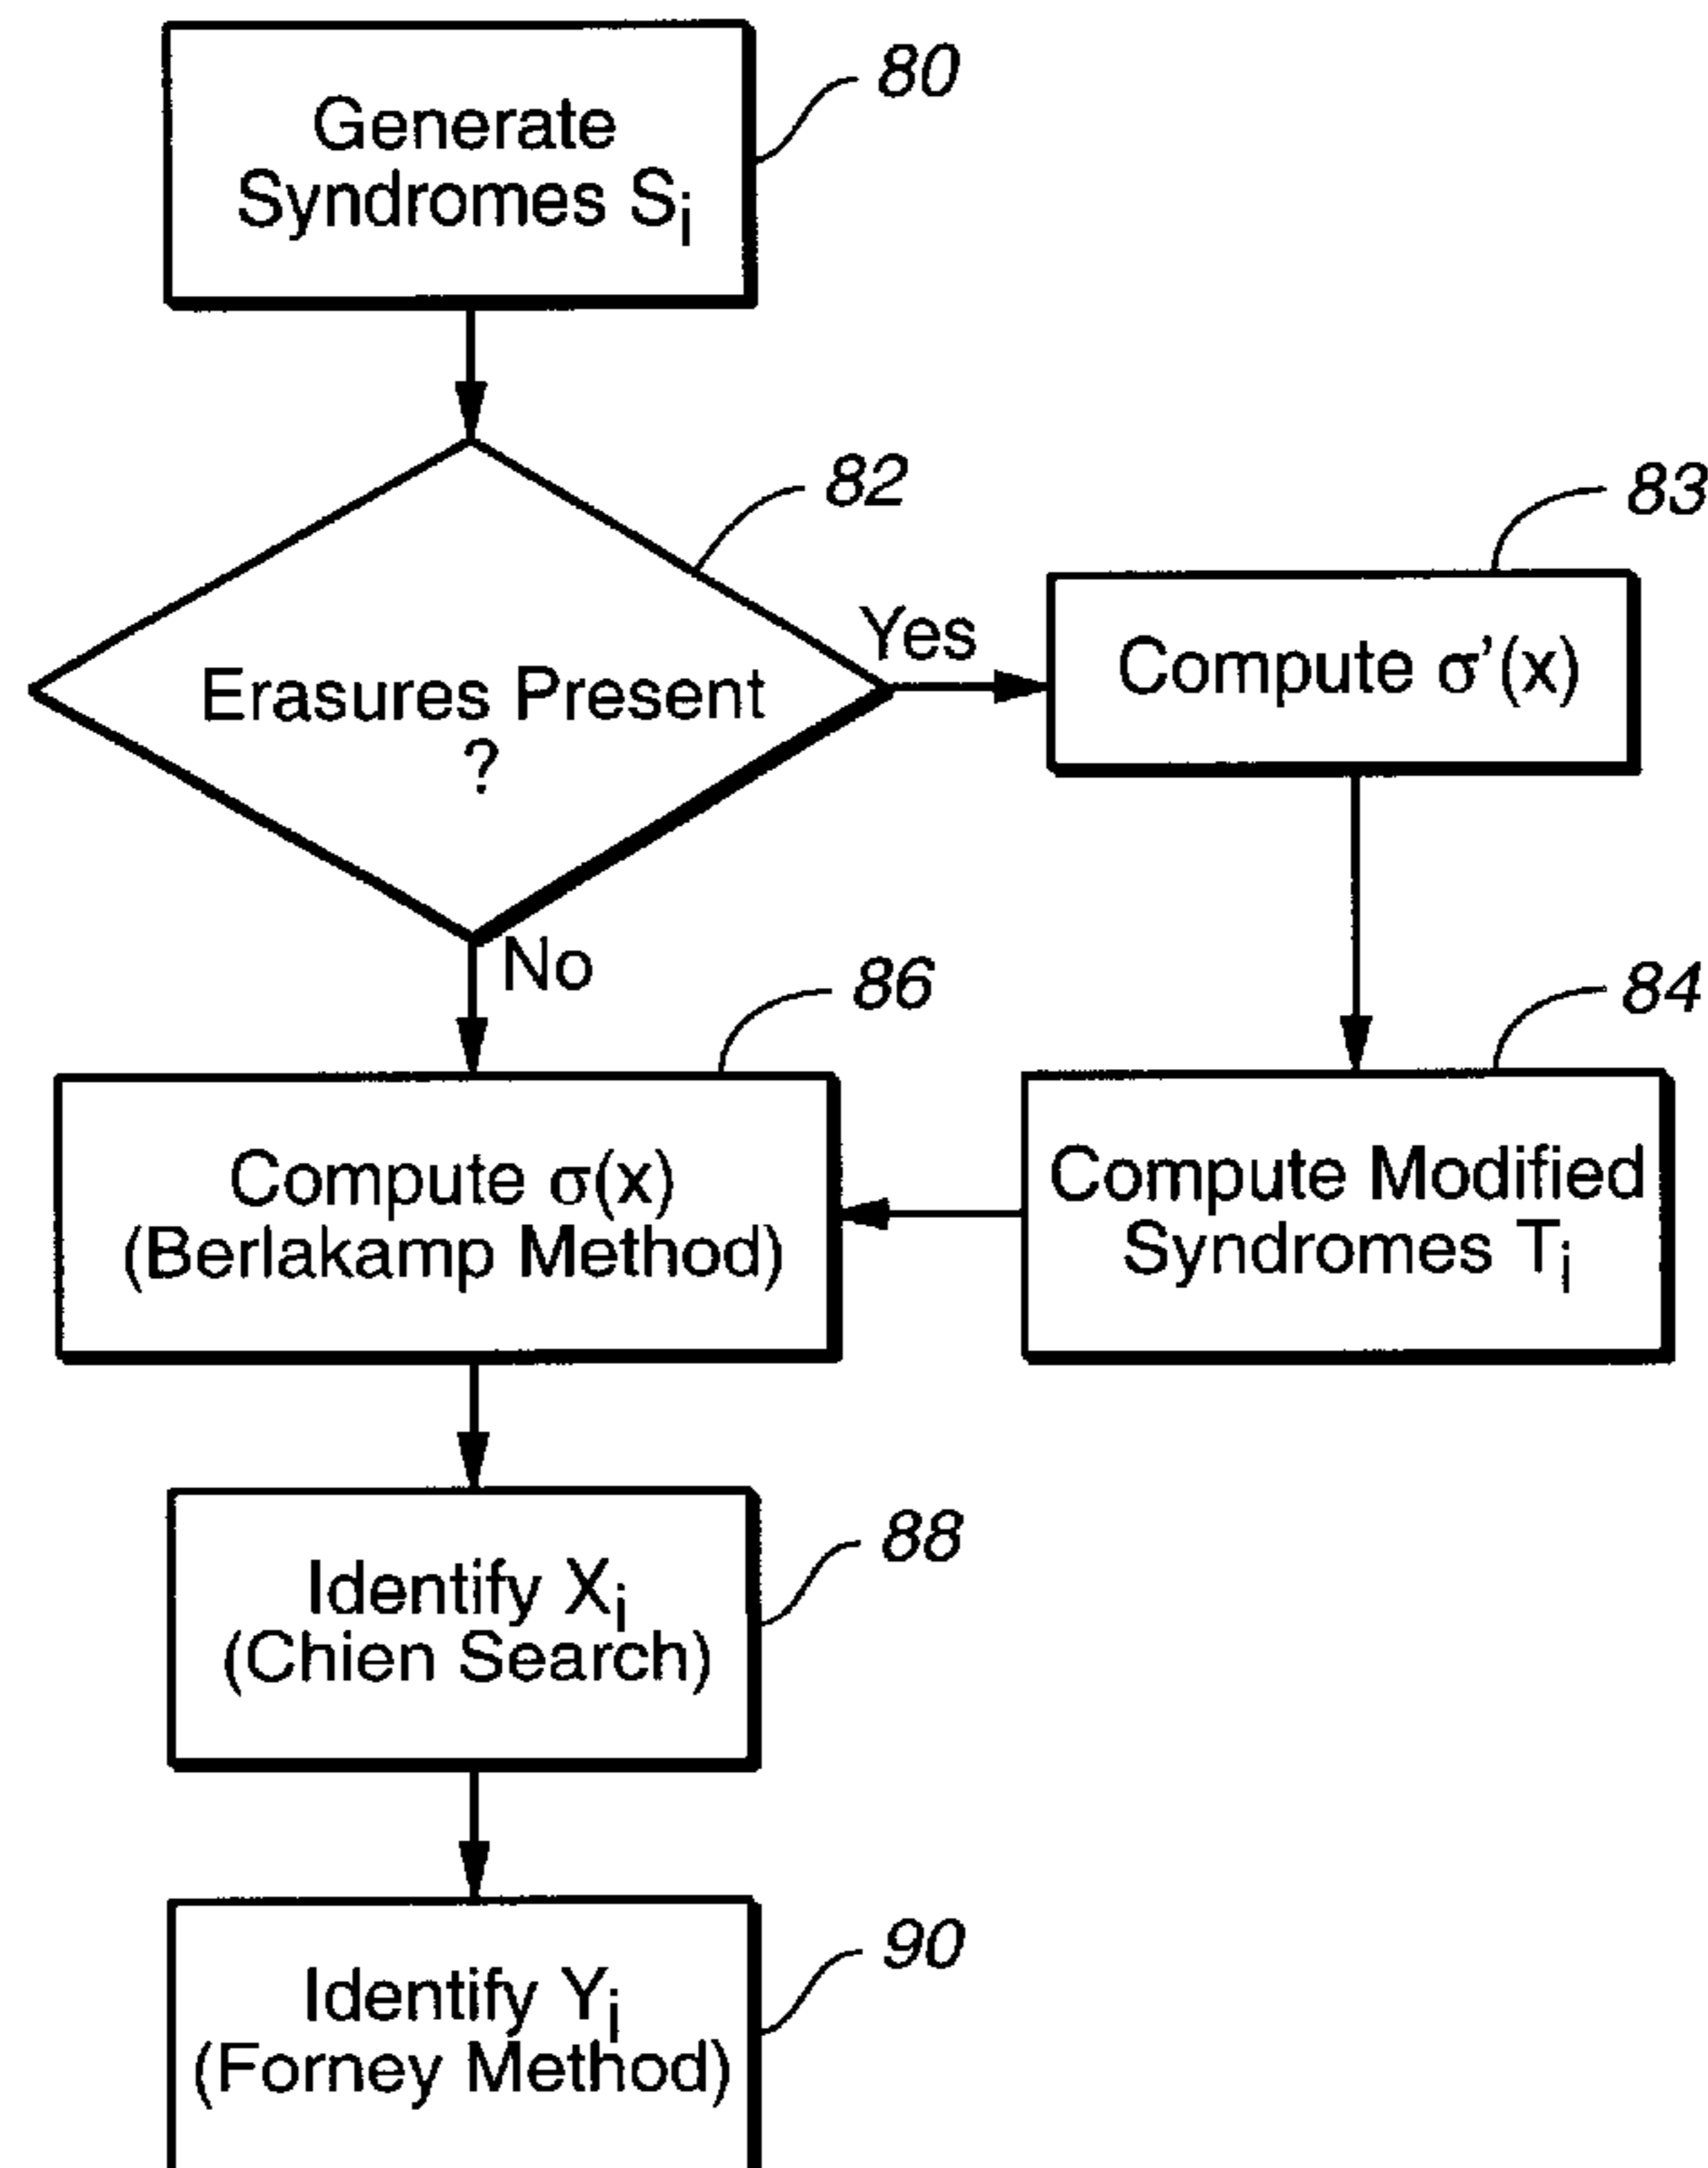 80
Generate
Syndromes Si
82
Erasures Present
?
Yes
83
Compute σ'(x)
No
84
Compute Modified
Syndromes Ti
86
Compute σ(x)
(Berlakamp Method)
88
Identify Xi
(Chien Search)
90
Identify Yi
(Forney Method)